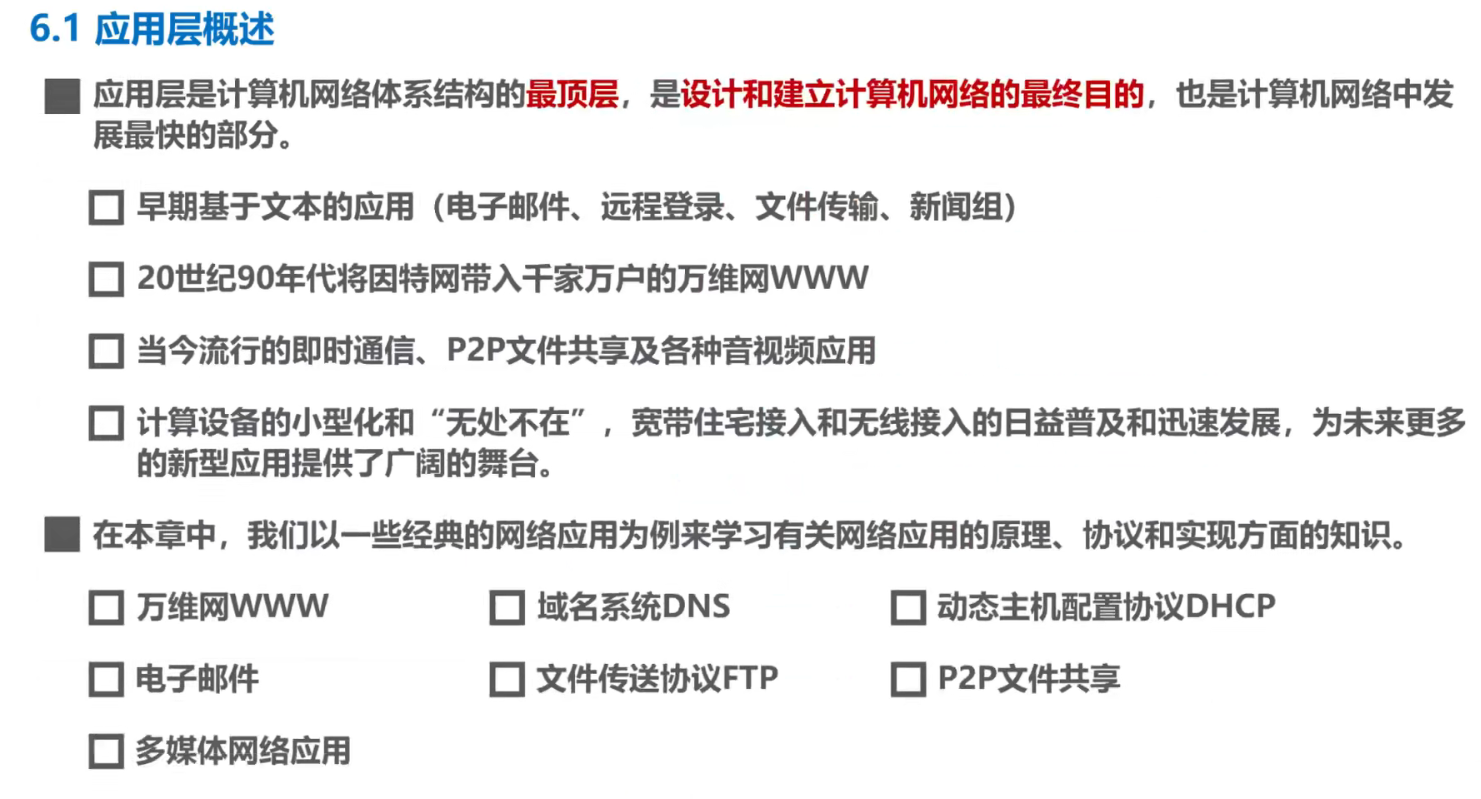 6.1 应用层概述
应用层是计算机网络体系结构的最顶层，是设计和建立计算机网络的最终目的，也是计算机网络中发
展最快的部分。
早期基于文本的应用（电子邮件、远程登录、文件传输、新闻组）
20世纪90年代将因特网带入千家万户的万维网WWW
当今流行的即时通信、P2P文件共享及各种音视频应用
计算设备的小型化和“无处不在”，宽带住宅接入和无线接入的日益普及和迅速发展，为未来更多
的新型应用提供了广阔的舞台。
在本章中，我们以一些经典的网络应用为例来学习有关网络应用的原理、协议和实现方面的知识。
万维网WWW 域名系统DNS 动态主机配置协议DHCP
电子邮件 文件传送协议FTP P2P文件共享
多媒体网络应用